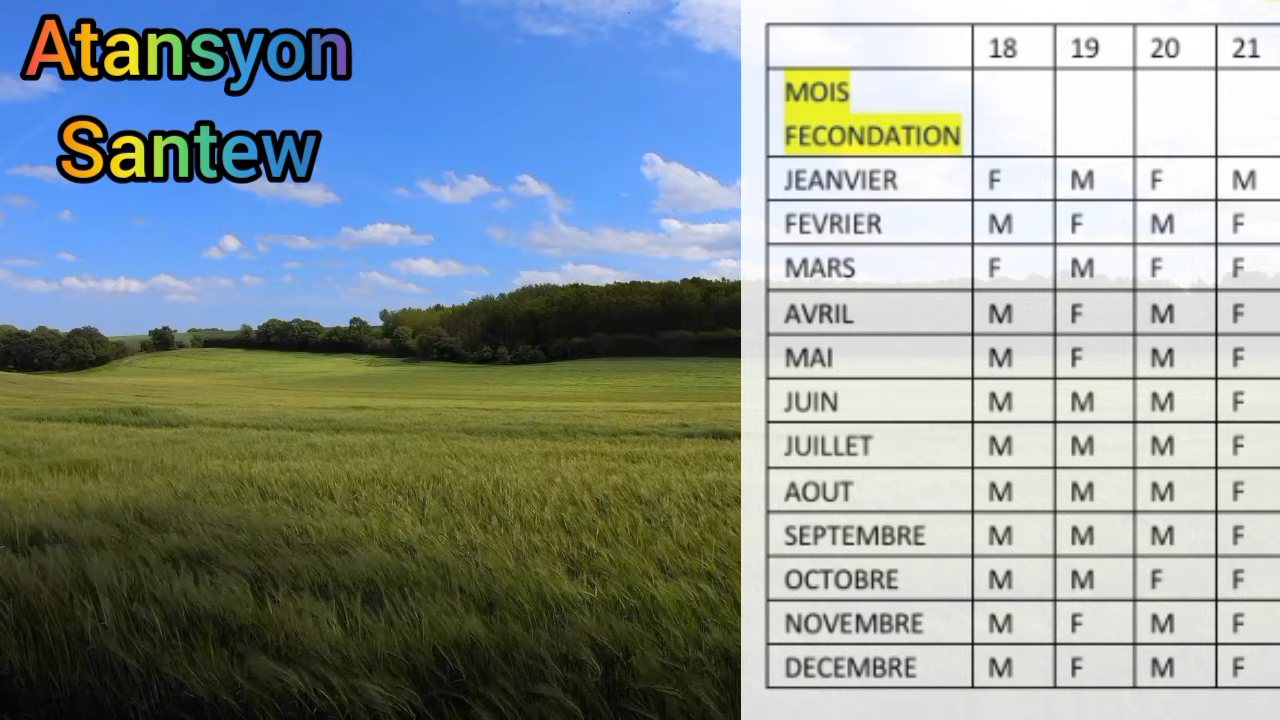 Atansyon
Santew
18 19 20 21
MOIS
FECONDATION
JEANVIER F M F M
FEVRIER M F M F
MARS F M F F
AVRIL M F M F
MAI M F M F
JUIN M M M F
JUILLET M M M F
AOUT M M M F
SEPTEMBRE M M M F
OCTOBRE M M F F
NOVEMBRE M F M F
DECEMBRE M F M F